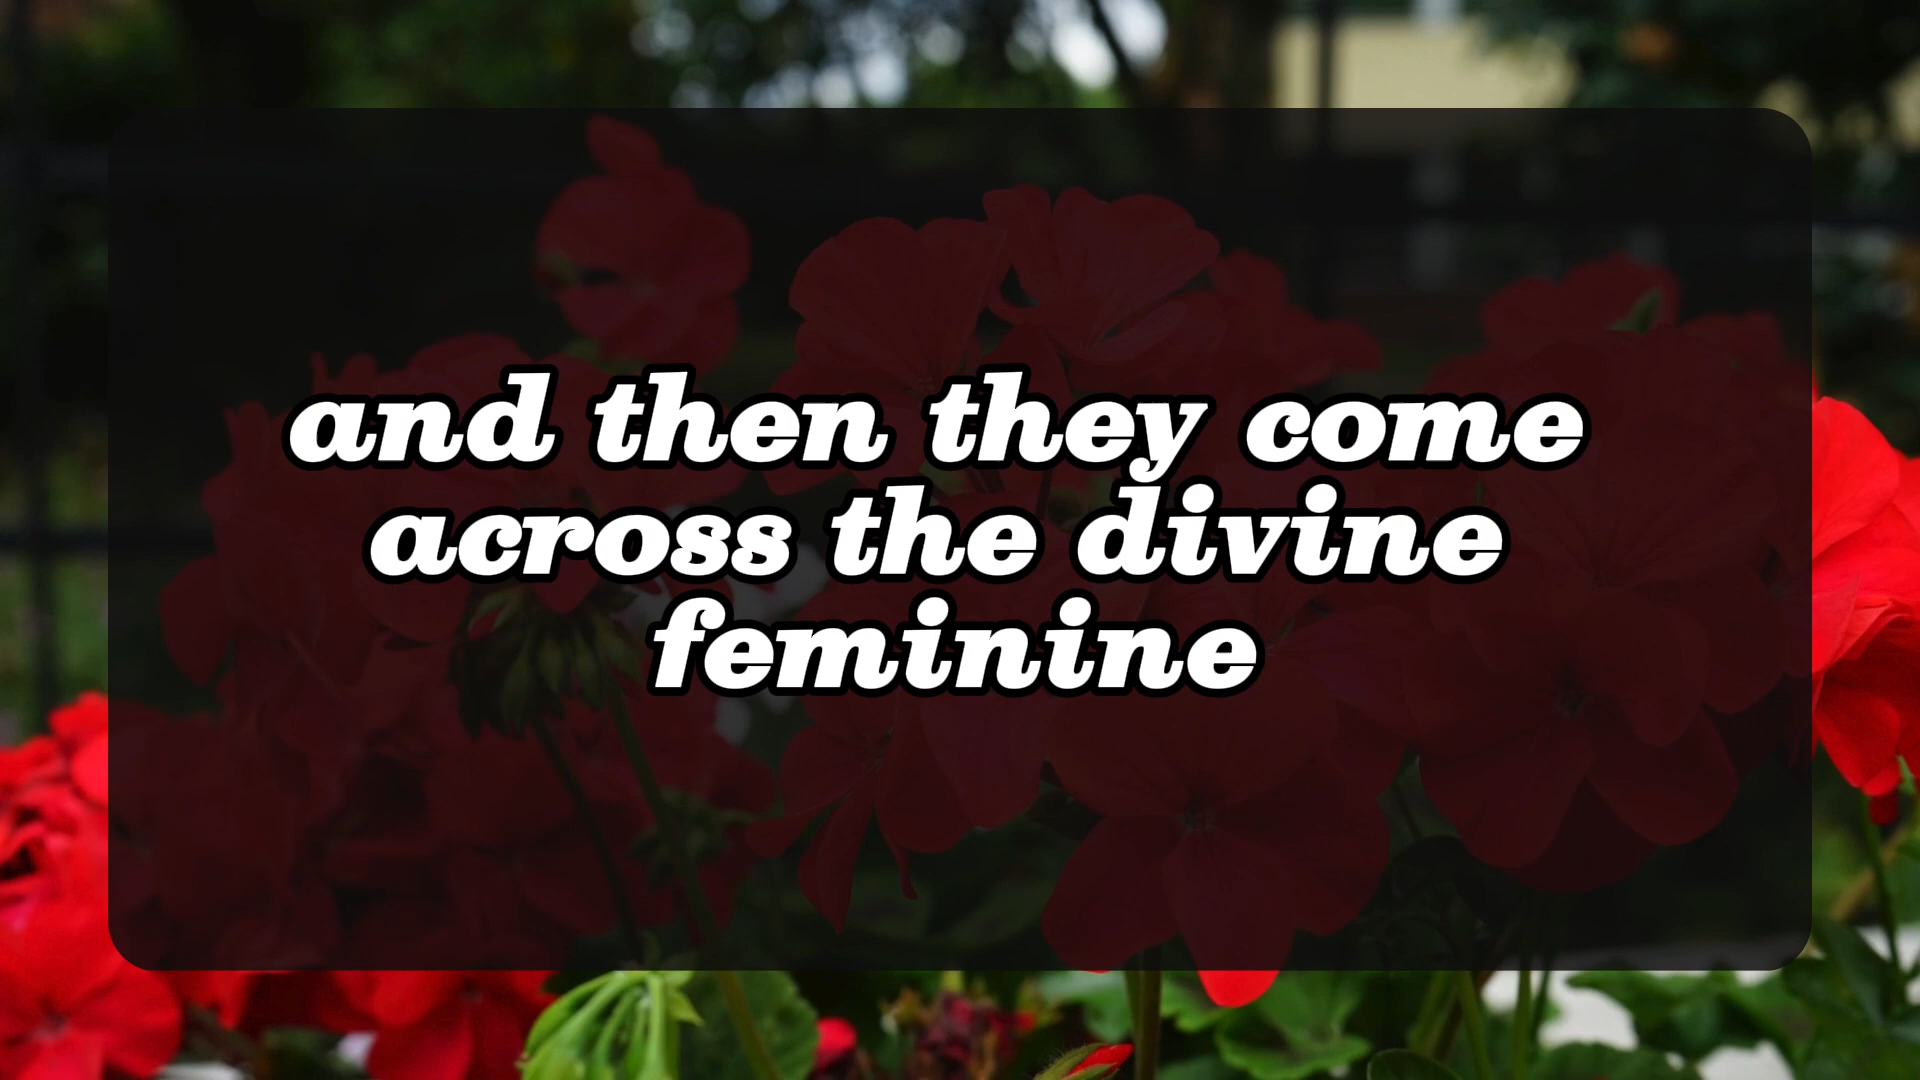 and then they come
across the divine
feminine